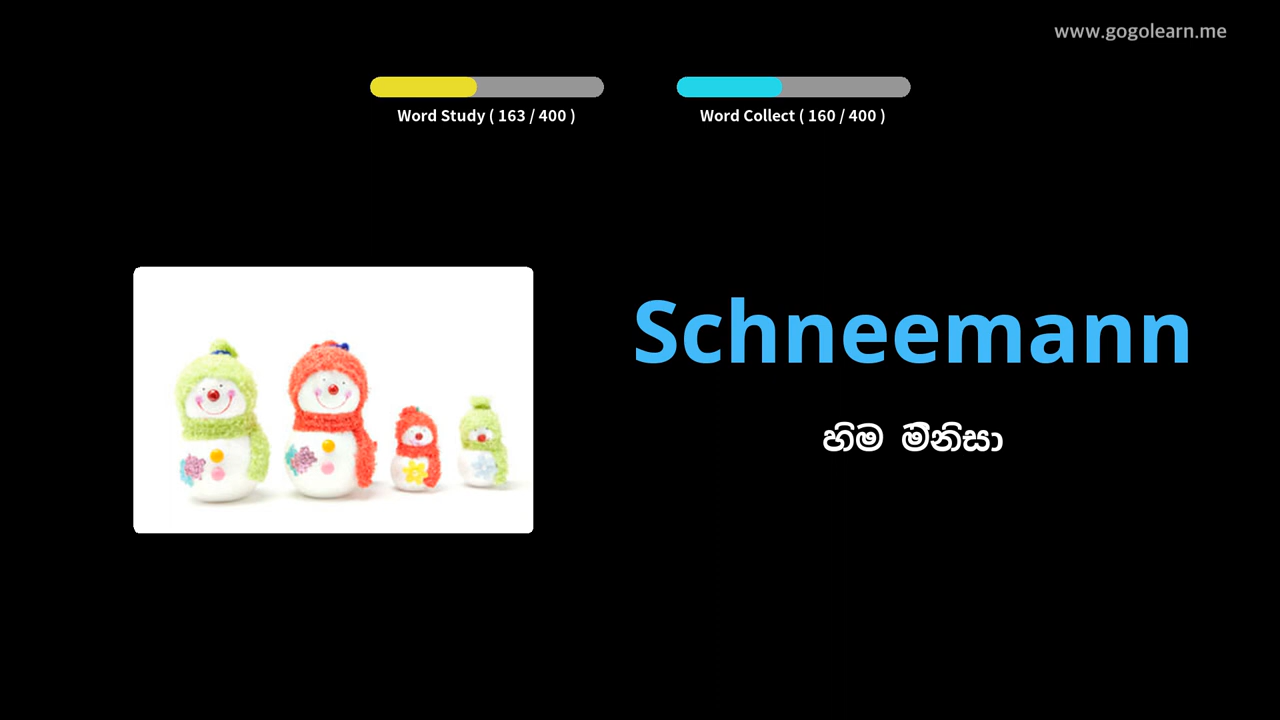 www.gogolearn.me
Word Study ( 163 / 400 )
Word Collect ( 160 / 400 )
Schneemann
හිම මිනිසා